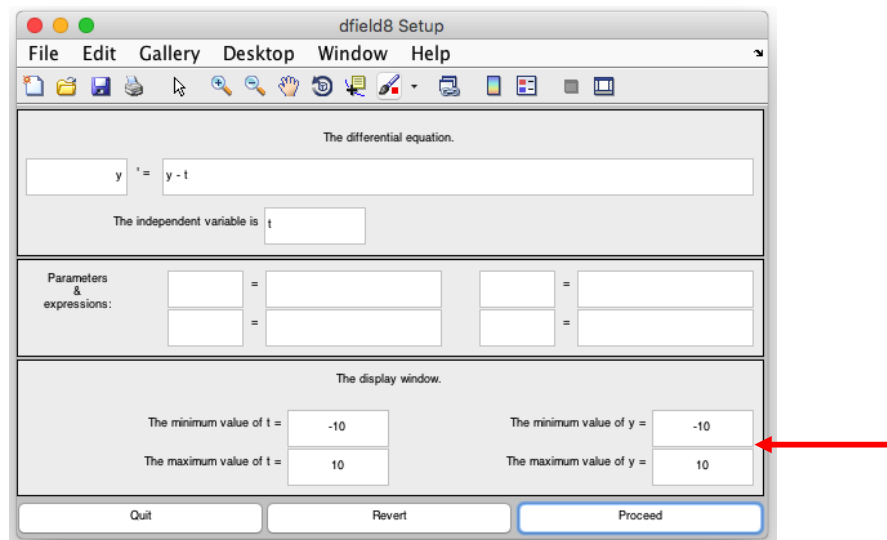 dfield8 Setup
File Edit Gallery Desktop Window Help
The differential equation.
y ' = y - t
The independent variable is t
Parameters
&
expressions:
= =
= =
The display window.
The minimum value of t = -10 The minimum value of y = -10
The maximum value of t = 10 The maximum value of y = 10
Quit Revert Proceed